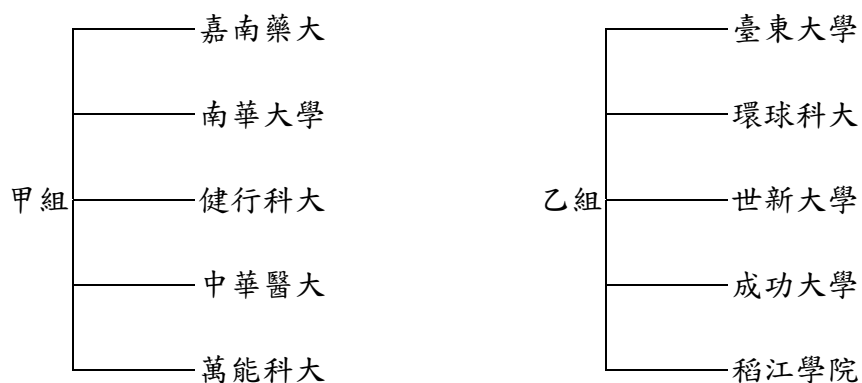 甲組
嘉南藥大
南華大學
健行科大
中華醫大
萬能科大
乙組
臺東大學
環球科大
世新大學
成功大學
稻江學院